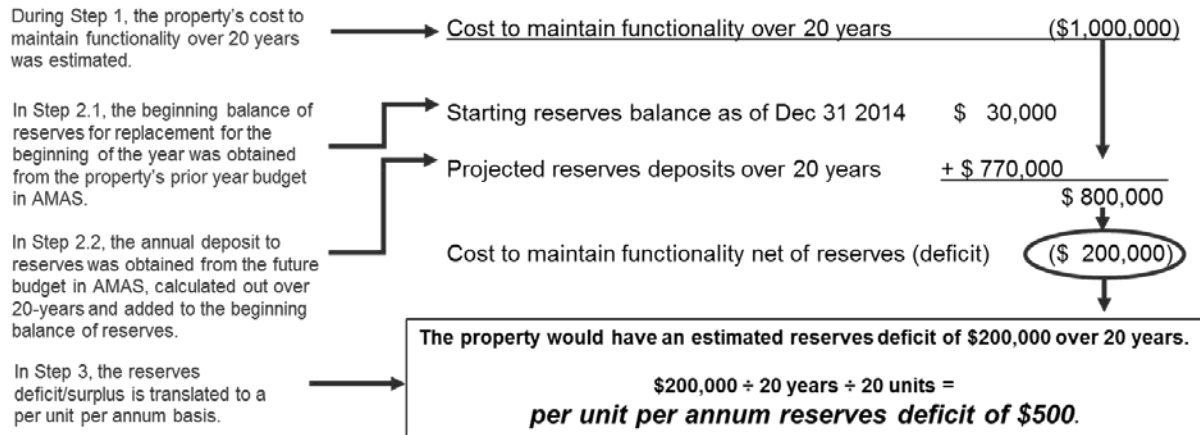 During Step 1, the property's cost to
maintain functionality over 20 years
was estimated.
Cost to maintain functionality over 20 years ($1,000,000)
In Step 2.1, the beginning balance of
reserves for replacement for the
beginning of the year was obtained
from the property's prior year budget
in AMAS.
Starting reserves balance as of Dec 31 2014 $ 30,000
Projected reserves deposits over 20 years + $ 770,000
$ 800,000
In Step 2.2, the annual deposit to
reserves was obtained from the future
budget in AMAS, calculated out over
20-years and added to the beginning
balance of reserves.
Cost to maintain functionality net of reserves (deficit) ($ 200,000)
In Step 3, the reserves
deficit/surplus is translated to a
per unit per annum basis.
The property would have an estimated reserves deficit of $200,000 over 20 years.
$200,000 ÷ 20 years ÷ 20 units =
per unit per annum reserves deficit of $500.